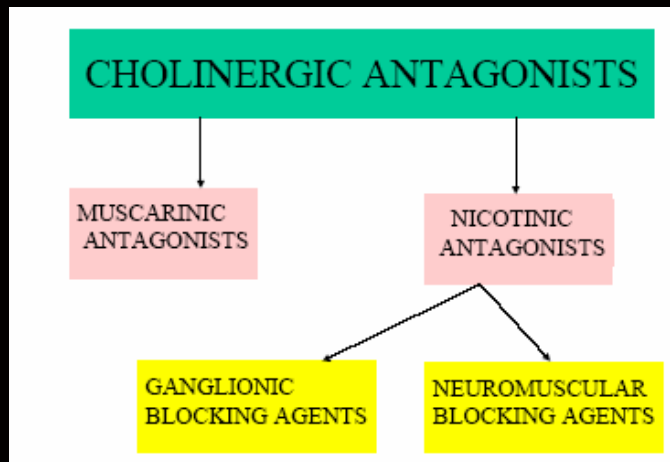 CHOLINERGIC ANTAGONISTS
MUSCARINIC
ANTAGONISTS
NICOTINIC
ANTAGONISTS
GANGLIONIC
BLOCKING AGENTS
NEUROMUSCULAR
BLOCKING AGENTS